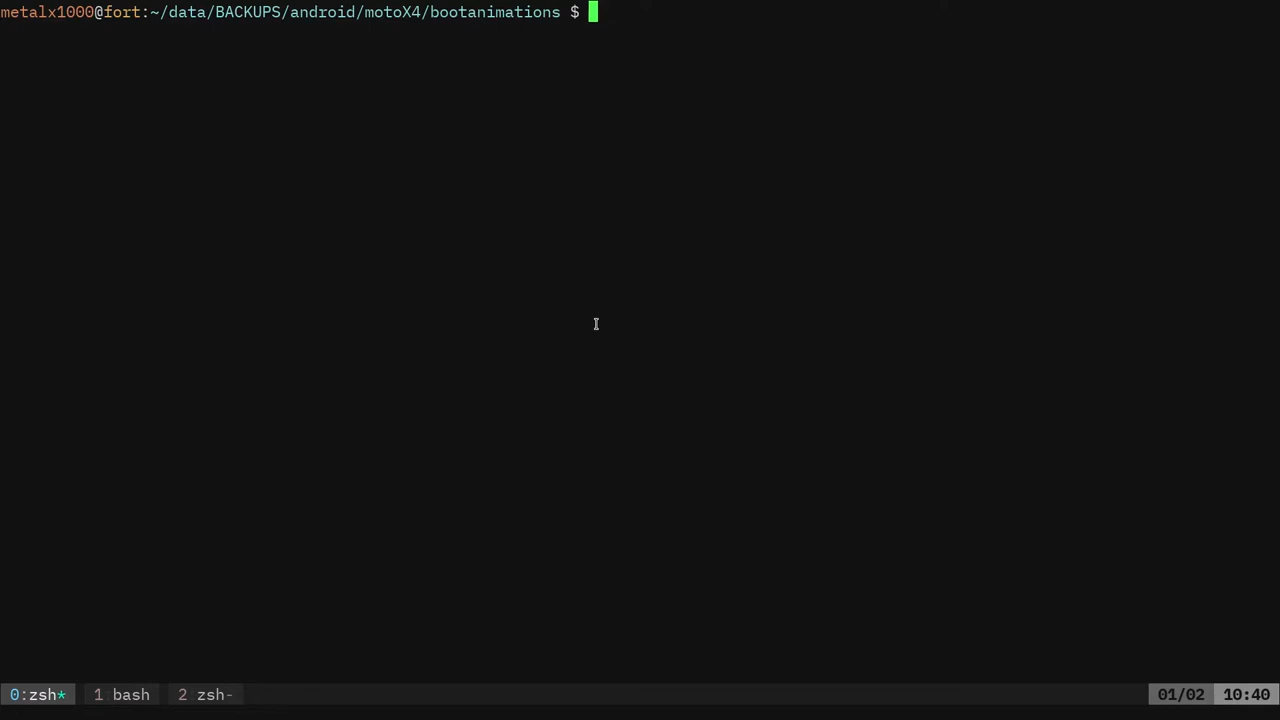 metalx1000@fort:~/data/BACKUPS/android/motoX4/bootanimations $
0:zsh* 1 bash 2 zsh- 01/02 10:40